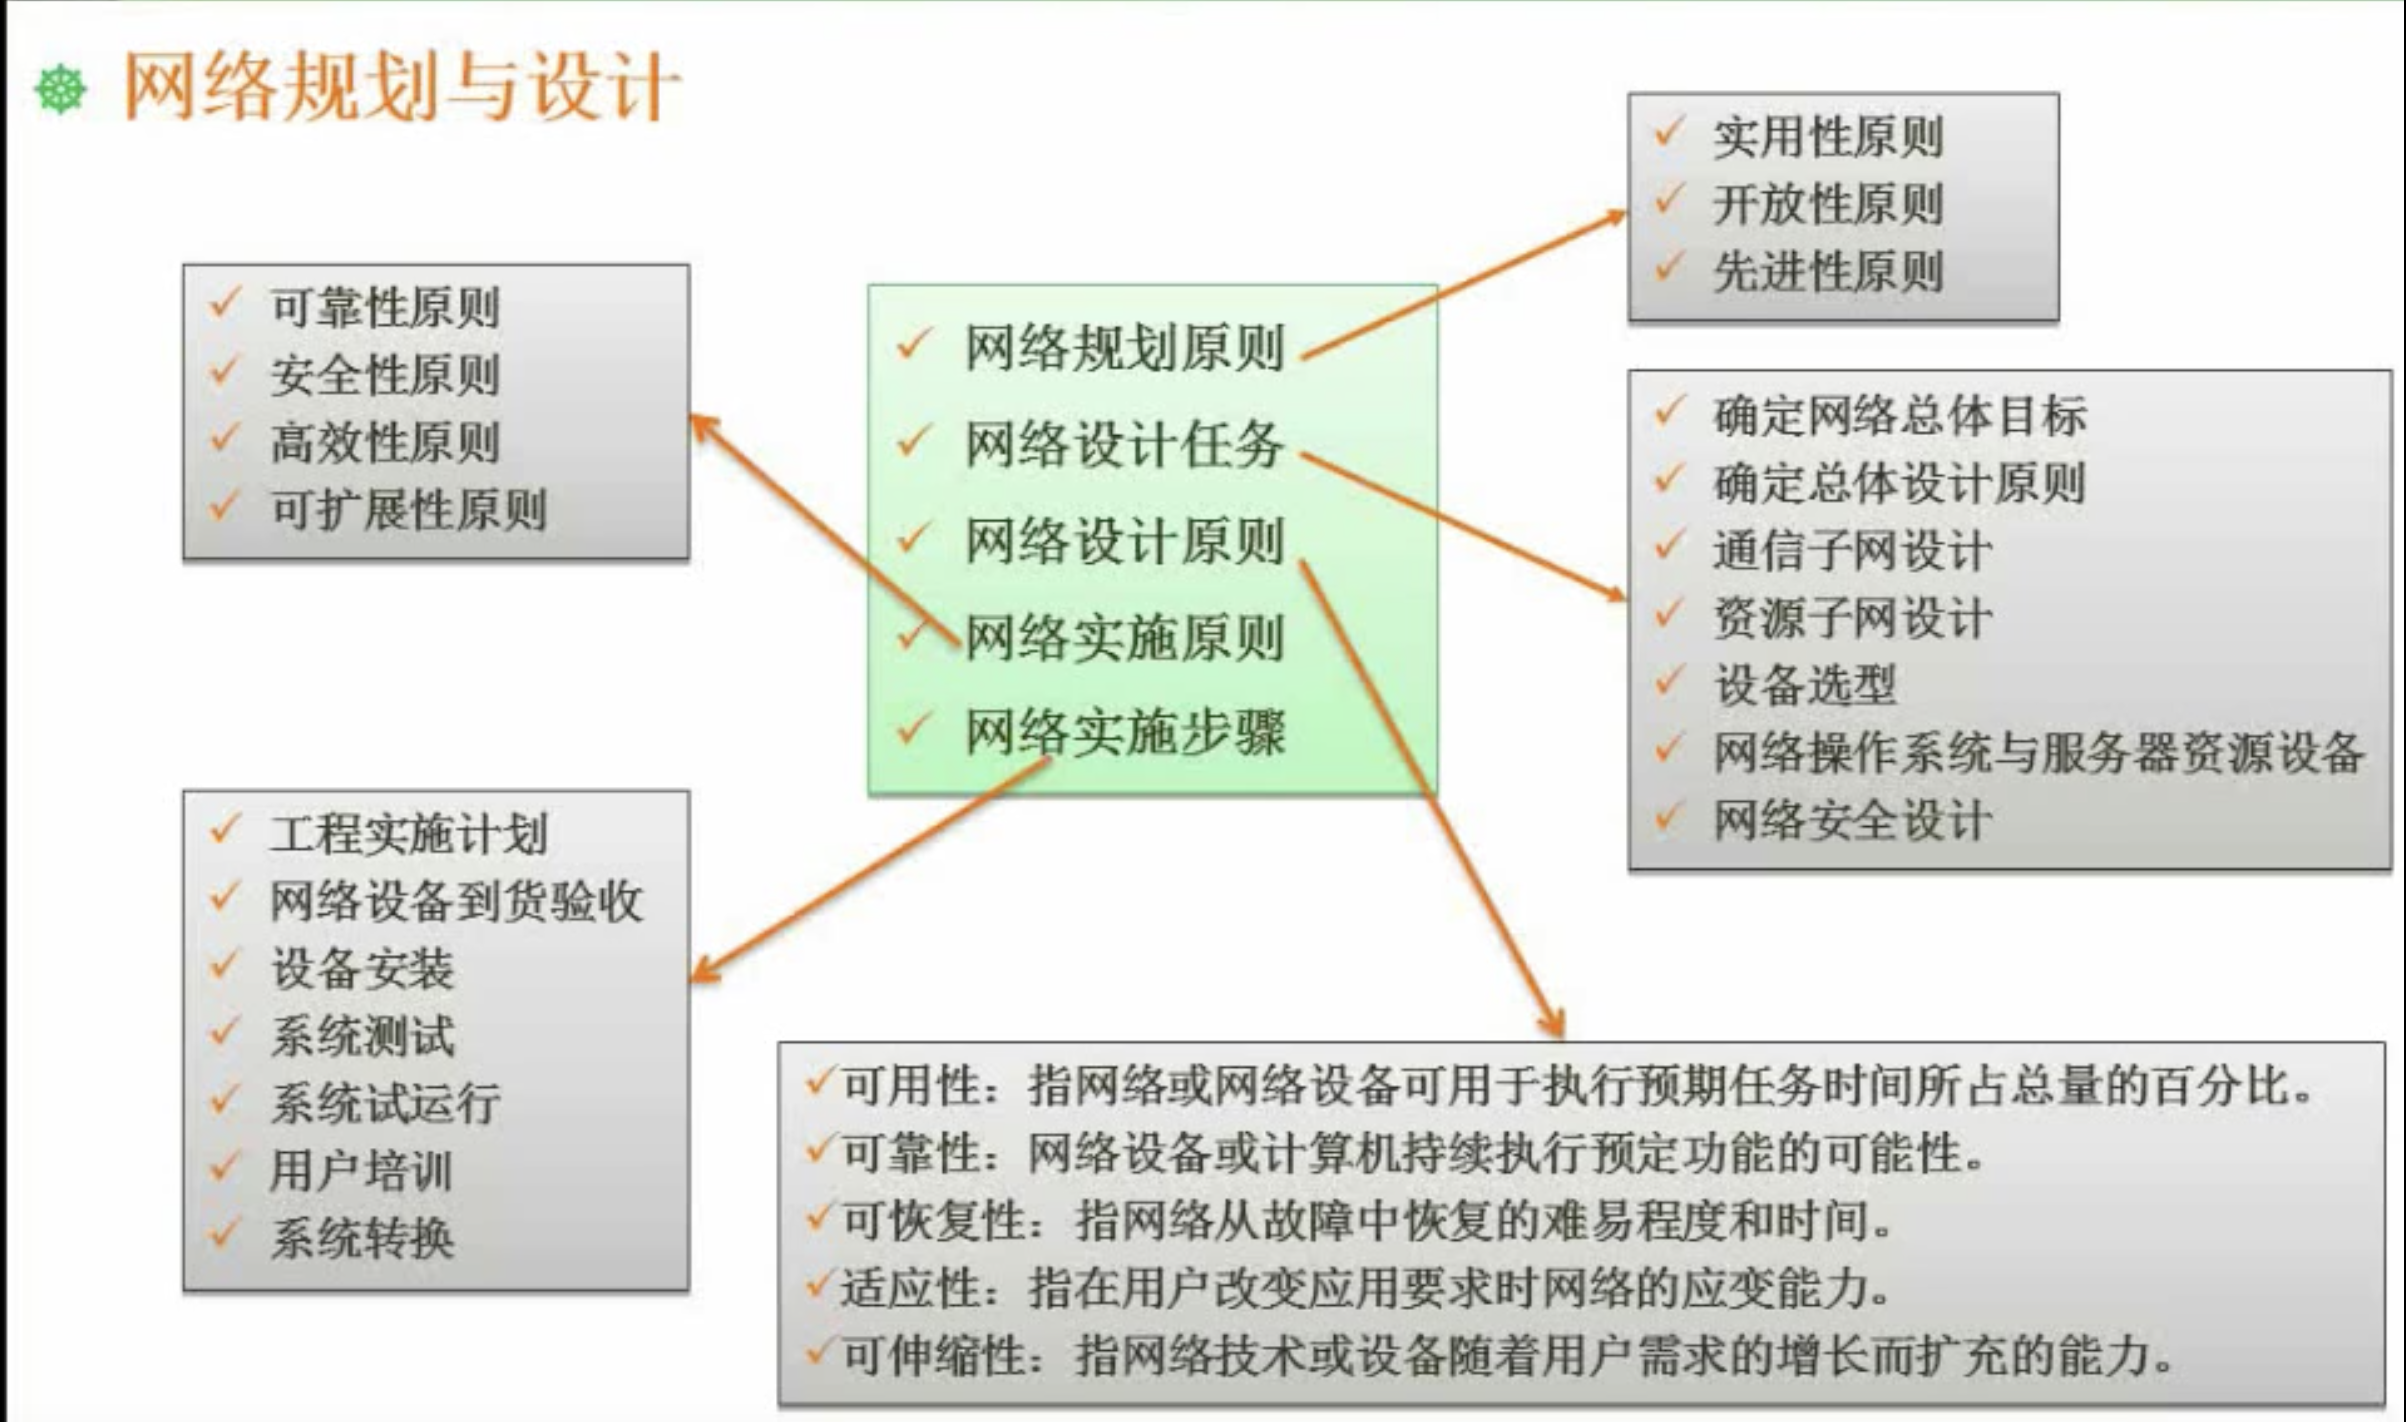 网络规划与设计
实用性原则
开放性原则
先进性原则
可靠性原则
安全性原则
高效性原则
可扩展性原则
网络规划原则
网络设计任务
网络设计原则
网络实施原则
网络实施步骤
确定网络总体目标
确定总体设计原则
通信子网设计
资源子网设计
设备选型
网络操作系统与服务器资源设备
网络安全设计
工程实施计划
网络设备到货验收
设备安装
系统测试
系统试运行
用户培训
系统转换
可用性：指网络或网络设备可用于执行预期任务时间所占总量的百分比。
可靠性：网络设备或计算机持续执行预定功能的可能性。
可恢复性：指网络从故障中恢复的难易程度和时间。
适应性：指在用户改变应用要求时网络的应变能力。
可伸缩性：指网络技术或设备随着用户需求的增长而扩充的能力。